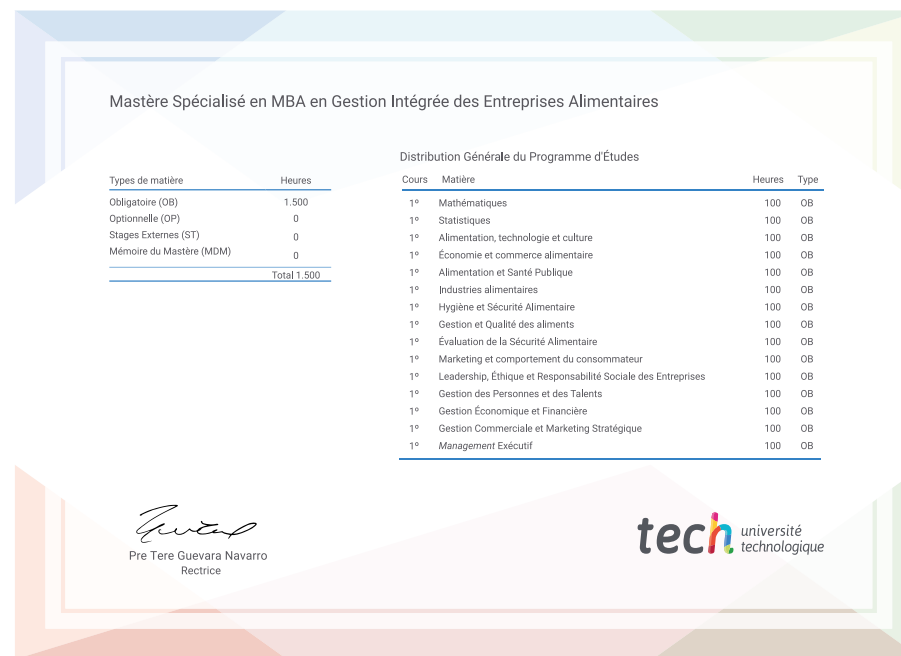 Mastère Spécialisé en MBA en Gestion Intégrée des Entreprises Alimentaires
Types de matière Heures
Obligatoire (OB) 1.500
Optionnelle (OP) 0
Stages Externes (ST) 0
Mémoire du Mastère (MDM) 0
Total 1.500
Distribution Générale du Programme d'Études
Cours Matière Heures Type
1º Mathématiques 100 OB
1º Statistiques 100 OB
1º Alimentation, technologie et culture 100 OB
1º Économie et commerce alimentaire 100 OB
1º Alimentation et Santé Publique 100 OB
1º Industries alimentaires 100 OB
1º Hygiène et Sécurité Alimentaire 100 OB
1º Gestion et Qualité des aliments 100 OB
1º Évaluation de la Sécurité Alimentaire 100 OB
1º Marketing et comportement du consommateur 100 OB
1º Leadership, Éthique et Responsabilité Sociale des Entreprises 100 OB
1º Gestion des Personnes et des Talents 100 OB
1º Gestion Économique et Financière 100 OB
1º Gestion Commerciale et Marketing Stratégique 100 OB
1º Management Exécutif 100 OB
Pre Tere Guevara Navarro
Rectrice
tech université
technologique